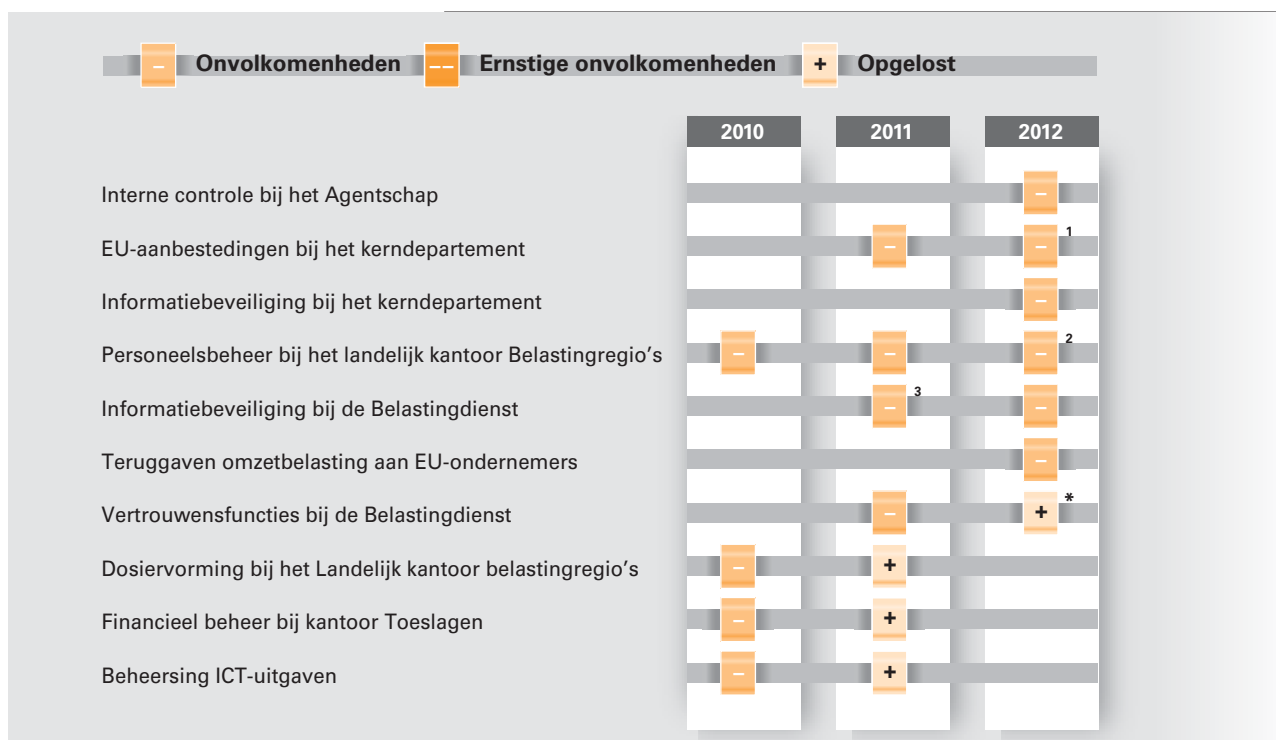 – Onvolkomenheden –– Ernstige onvolkomenheden + Opgelost
2010 2011 2012
Interne controle bij het Agentschap –
EU-aanbestedingen bij het kerndepartement – – 1
Informatiebeveiliging bij het kerndepartement –
Personeelsbeheer bij het landelijk kantoor Belastingregio's – – – 2
Informatiebeveiliging bij de Belastingdienst – 3 –
Teruggaven omzetbelasting aan EU-ondernemers –
Vertrouwensfuncties bij de Belastingdienst – + *
Dosiervorming bij het Landelijk kantoor belastingregio's – +
Financieel beheer bij kantoor Toeslagen – +
Beheersing ICT-uitgaven – +